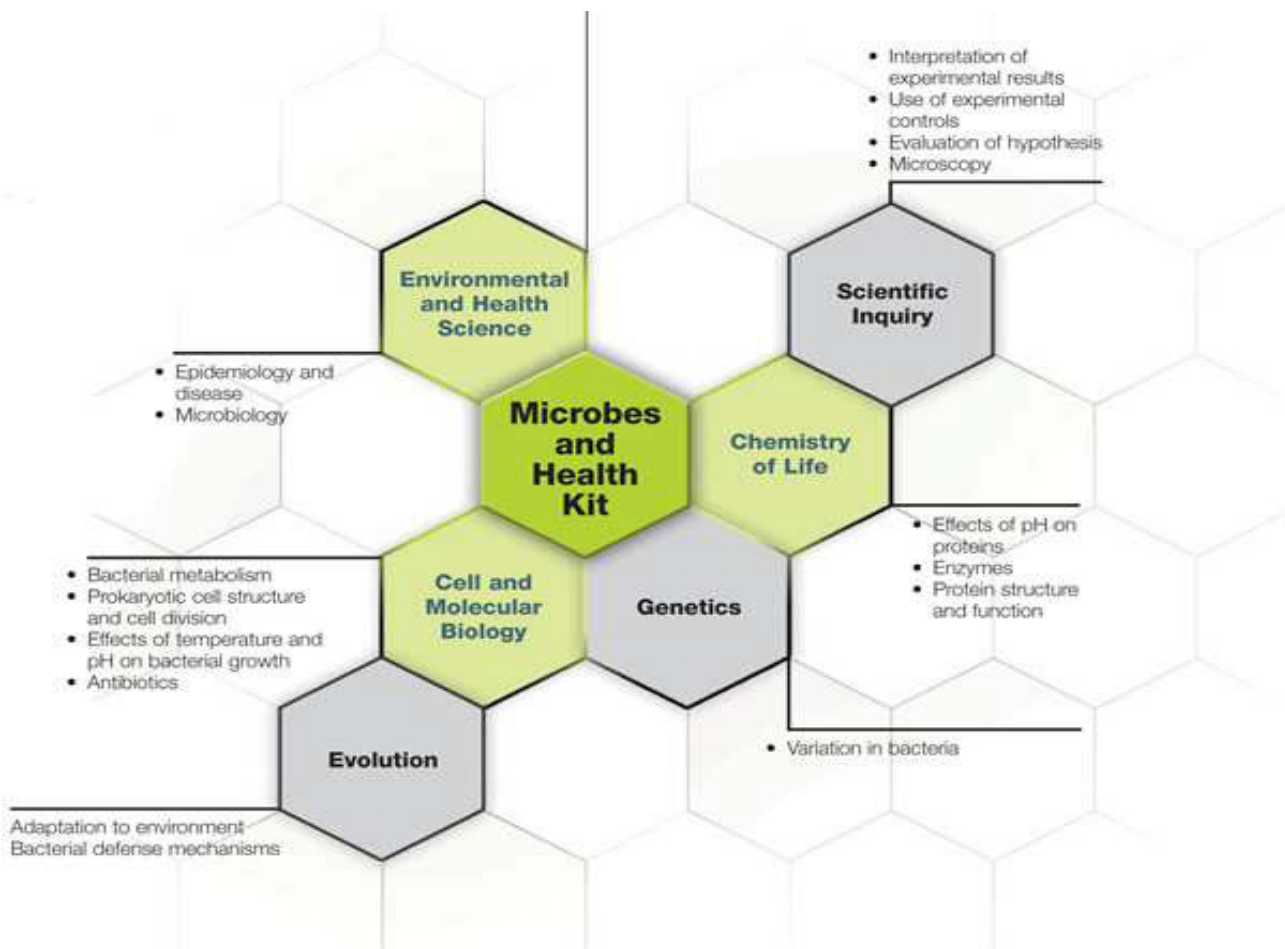 • Interpretation of
experimental results
• Use of experimental
controls
• Evaluation of hypothesis
• Microscopy
Environmental
and Health
Science
Scientific
Inquiry
• Epidemiology and
disease
• Microbiology
Microbes
and
Health
Kit
Chemistry
of Life
• Effects of pH on
proteins
• Enzymes
• Protein structure
and function
• Bacterial metabolism
• Prokaryotic cell structure
and cell division
• Effects of temperature and
pH on bacterial growth
• Antibiotics
Cell and
Molecular
Biology
Genetics
• Variation in bacteria
Evolution
Adaptation to environment
Bacterial defense mechanisms